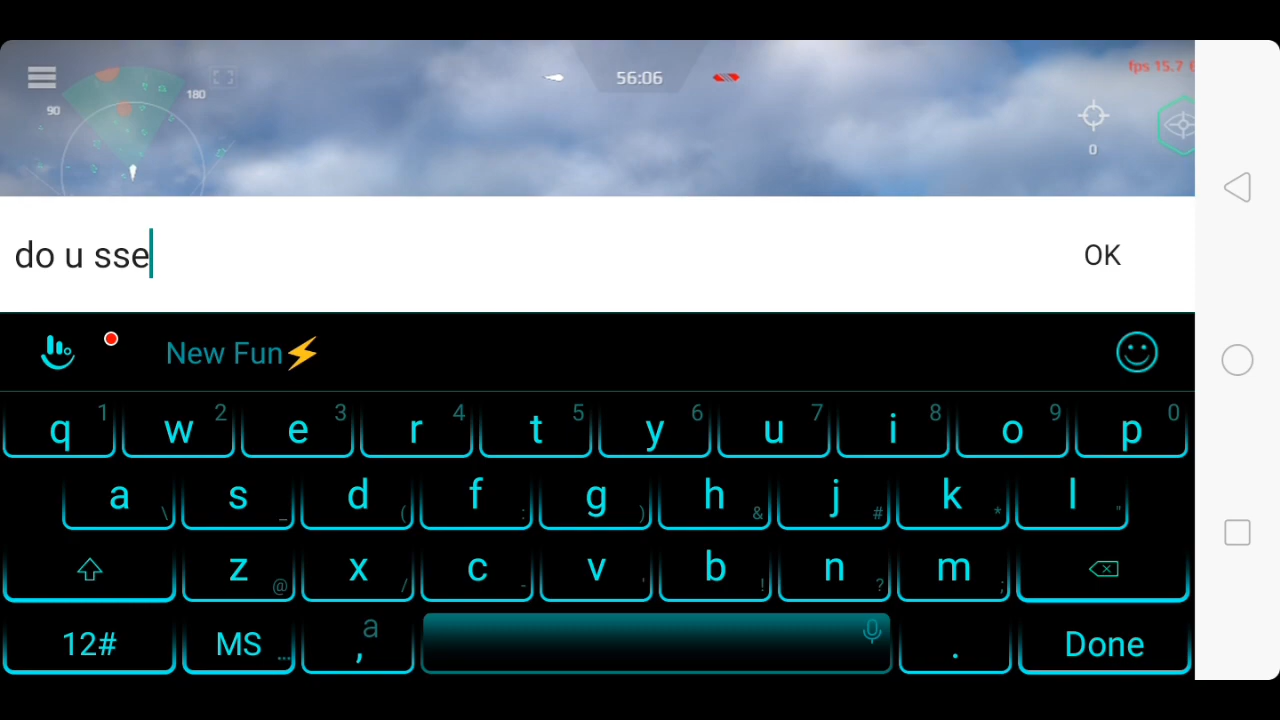 90
180
56:06
fps 15.7
0
do u sse
OK
New Fun⚡
q 1 w 2 e 3 r 4 t 5 y 6 u 7 i 8 o 9 p 0
a \ s _ d ( f : g ) h & j # k * l "
z @ x / c - v ' b ! n ? m ;
12# MS ... , a . Done